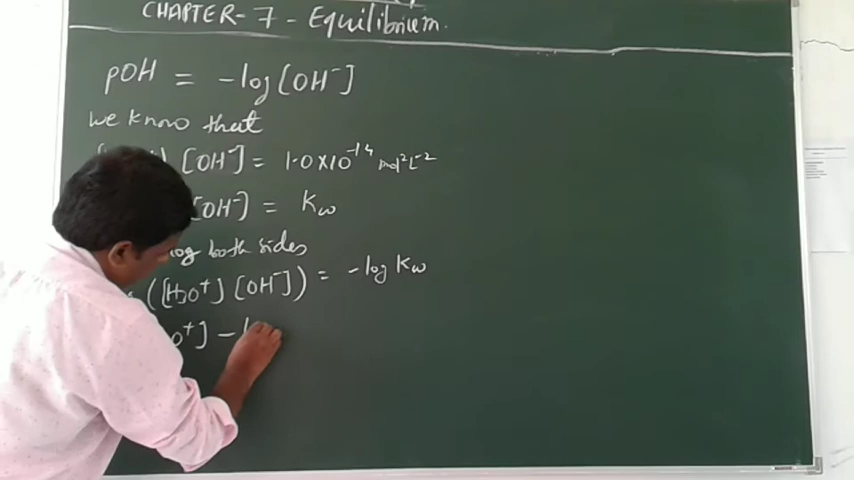 CHAPTER-7-Equilibrium.
pOH = -log[OH⁻]
we know that
[OH⁻] = 1.0×10⁻¹⁴ mol²L⁻²
[OH⁻] = Kw
log both sides
([H₃O⁺] [OH⁻]) = -log Kw
O⁺] -